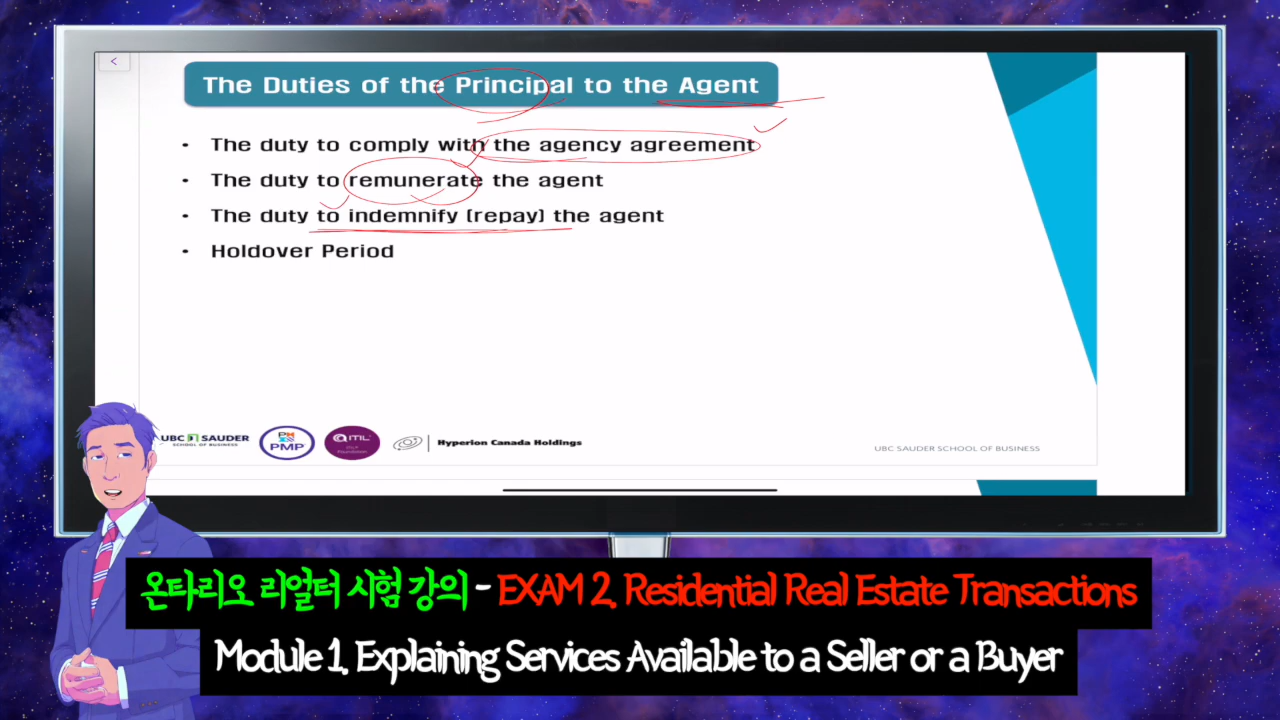 <
The Duties of the Principal to the Agent
• The duty to comply with the agency agreement
• The duty to remunerate the agent
• The duty to indemnify (repay) the agent
• Holdover Period
UBC SAUDER
SCHOOL OF BUSINESS
PMP
ITIL
Foundation
Hyperion Canada Holdings
UBC SAUDER SCHOOL OF BUSINESS
온타리오 리얼터 시험 강의 - EXAM 2, Residential Real Estate Transactions
Module 1, Explaining Services Available to a Seller or a Buyer